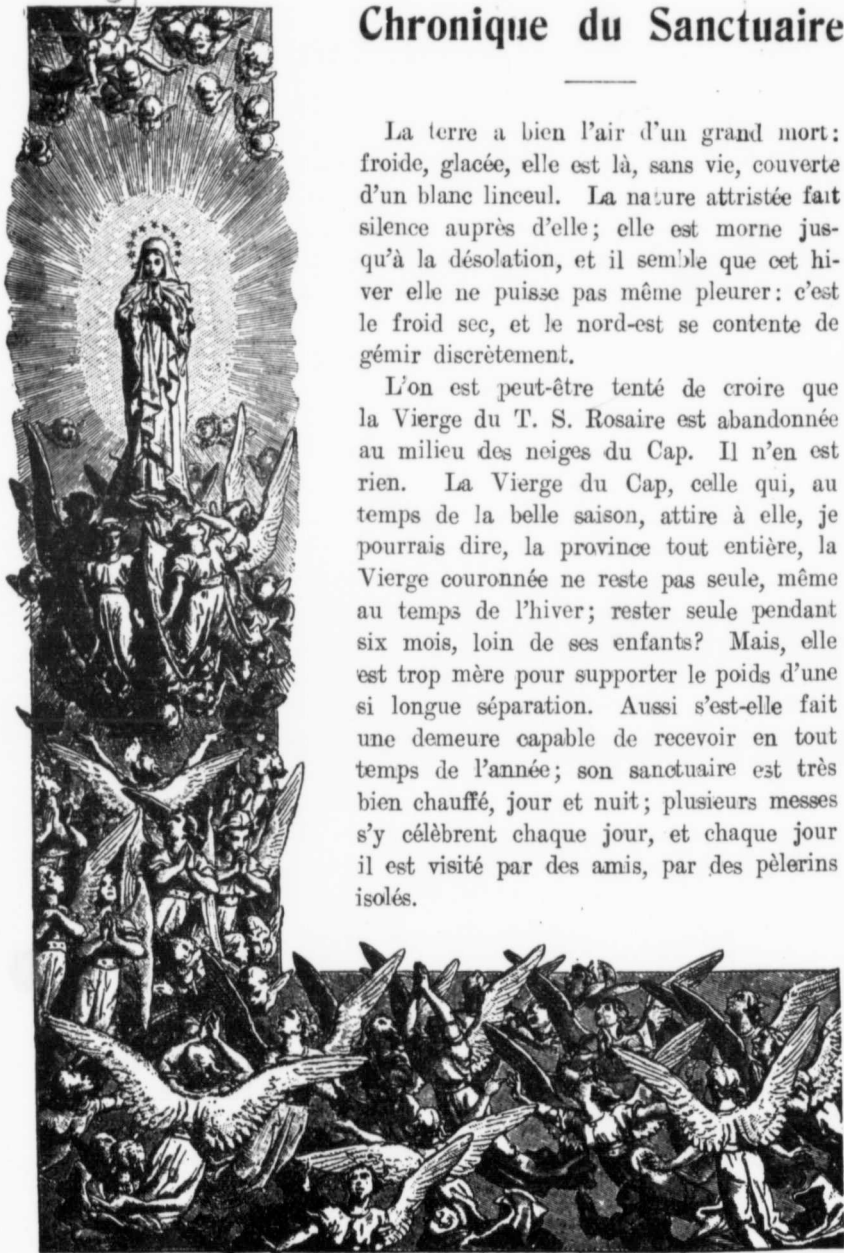 Chronique du Sanctuaire
La terre a bien l'air d'un grand mort:
froide, glacée, elle est là, sans vie, couverte
d'un blanc linceul. La nature attristée fait
silence auprès d'elle; elle est morne jus-
qu'à la désolation, et il semble que cet hi-
ver elle ne puisse pas même pleurer: c'est
le froid sec, et le nord-est se contente de
gémir discrètement.
L'on est peut-être tenté de croire que
la Vierge du T. S. Rosaire est abandonnée
au milieu des neiges du Cap. Il n'en est
rien. La Vierge du Cap, celle qui, au
temps de la belle saison, attire à elle, je
pourrais dire, la province tout entière, la
Vierge couronnée ne reste pas seule, même
au temps de l'hiver; rester seule pendant
six mois, loin de ses enfants? Mais, elle
est trop mère pour supporter le poids d'une
si longue séparation. Aussi s'est-elle fait
une demeure capable de recevoir en tout
temps de l'année; son sanctuaire est très
bien chauffé, jour et nuit; plusieurs messes
s'y célèbrent chaque jour, et chaque jour
il est visité par des amis, par des pèlerins
isolés.